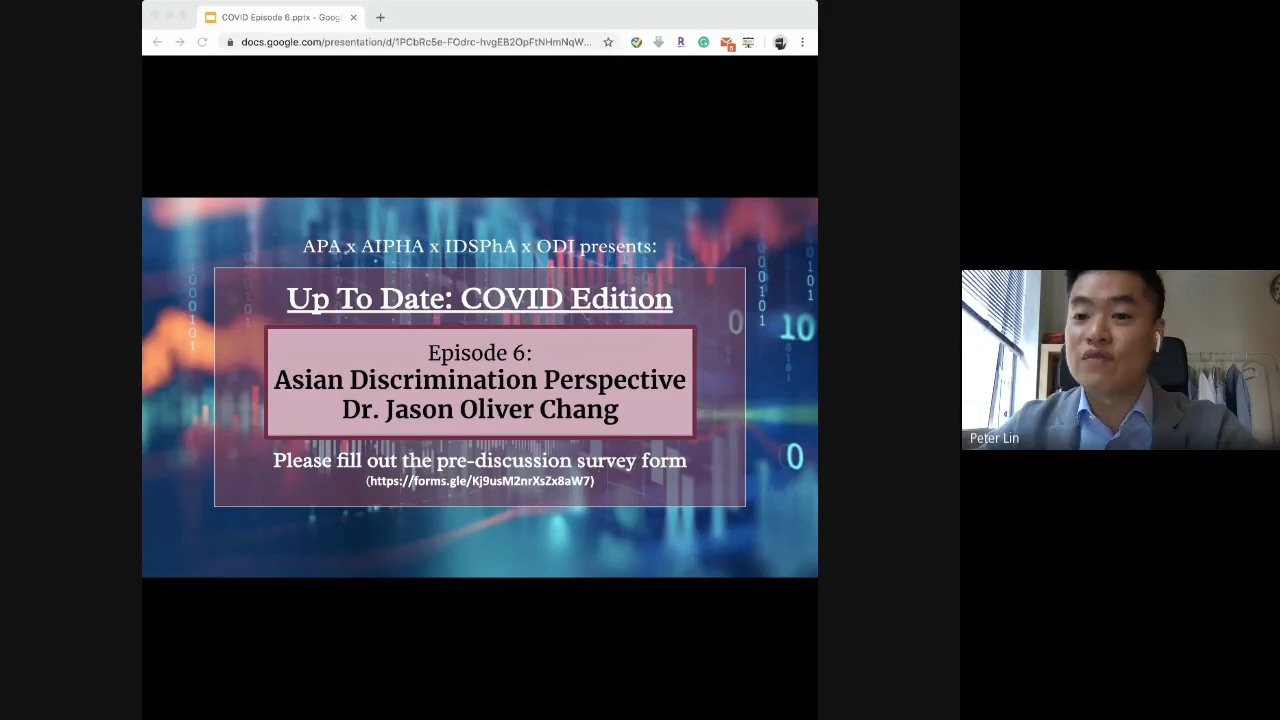 COVID Episode 6.pptx - Googl
docs.google.com/presentation/d/1PCbRc5e-FOdrc-hvgEB2OpFtNHmNqW...
APA x AIPHA x IDSPhA x ODI presents:
Up To Date: COVID Edition
Episode 6:
Asian Discrimination Perspective
Dr. Jason Oliver Chang
Please fill out the pre-discussion survey form
(https://forms.gle/Kj9usM2nrXsZx8aW7)
Peter Lin